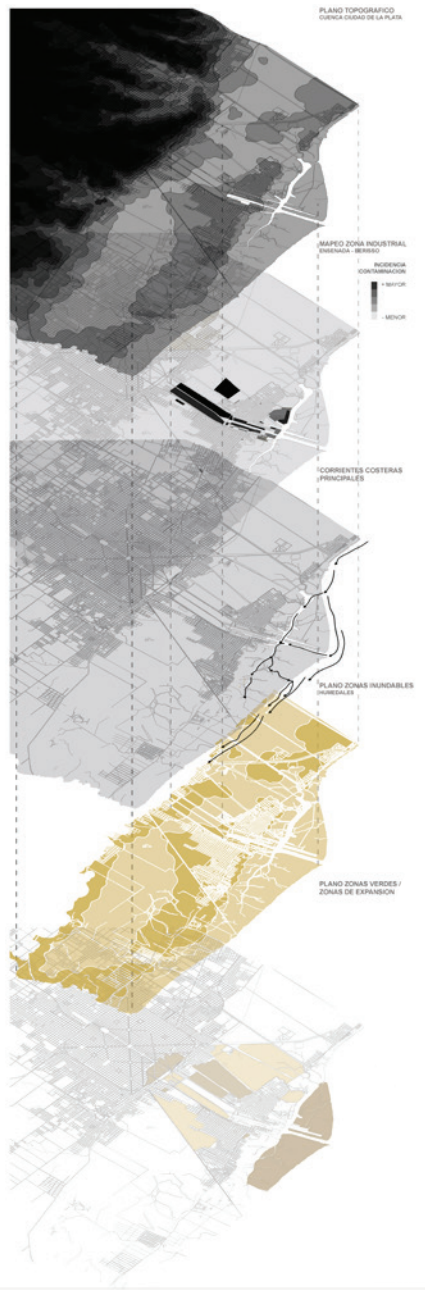 PLANO TOPOGRAFICO
CUENCA CIUDAD DE LA PLATA
MAPEO ZONA INDUSTRIAL
ENSENADA - BERISSO
INCIDENCIA
CONTAMINACION
+ MAYOR
- MENOR
CORRIENTES COSTERAS
PRINCIPALES
PLANO ZONAS INUNDABLES
HUMEDALES
PLANO ZONAS VERDES /
ZONAS DE EXPANSION